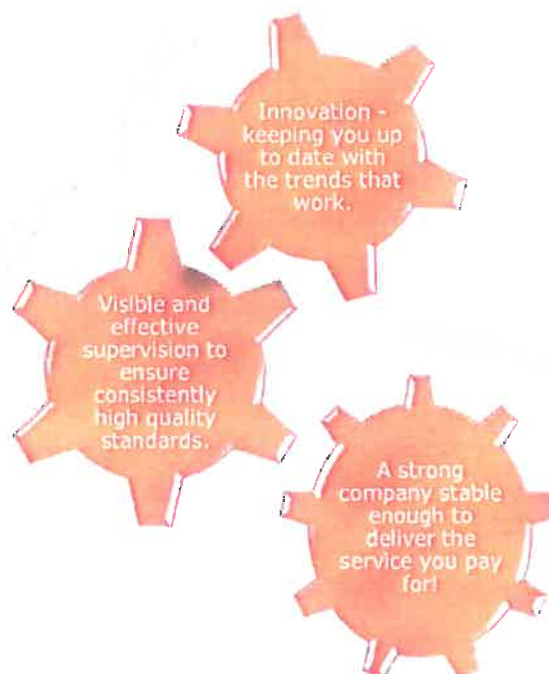 Innovation -
keeping you up
to date with
the trends that
work.
Visible and
effective
supervision to
ensure
consistently
high quality
standards.
A strong
company stable
enough to
deliver the
service you pay
for!